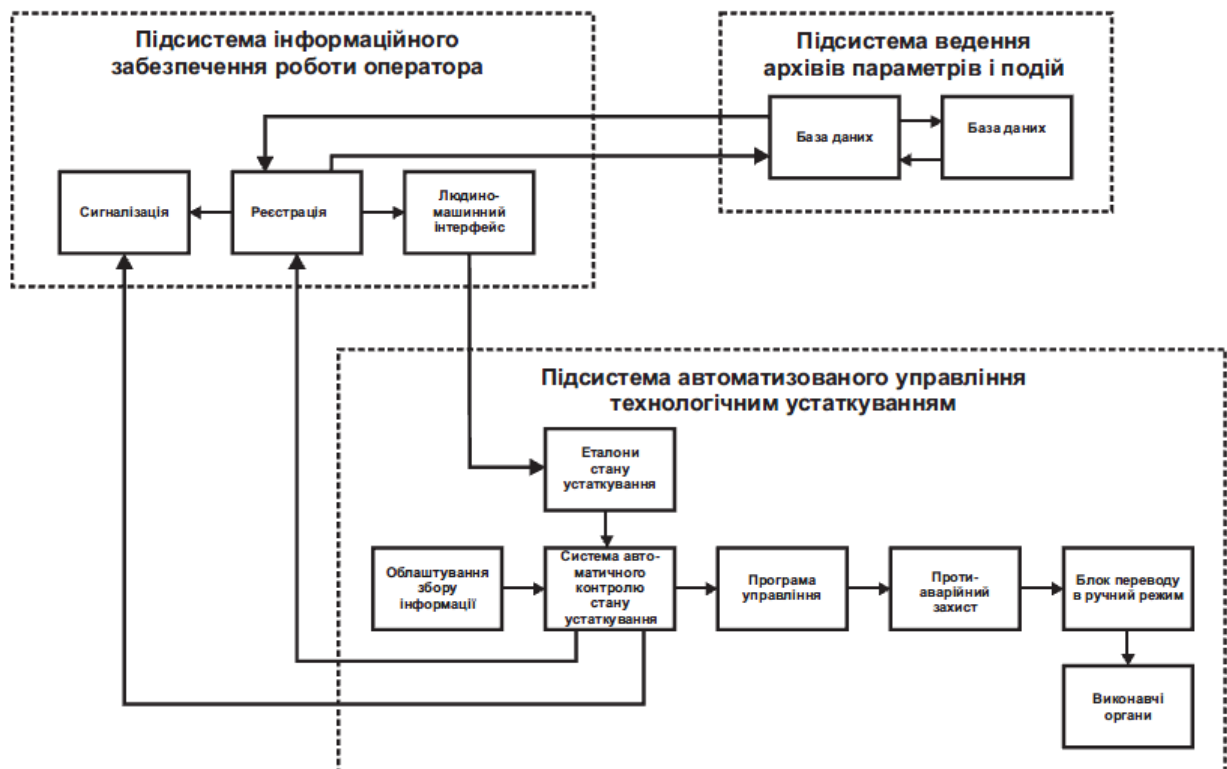 Підсистема інформаційного
забезпечення роботи оператора
Підсистема ведення
архівів параметрів і подій
База даних
База даних
Сигналізація
Реєстрація
Людино-
машинний
інтерфейс
Підсистема автоматизованого управління
технологічним устаткуванням
Еталони
стану
устаткування
Облаштування
збору
інформації
Система авто-
матичного
контролю
стану
устаткування
Програма
управління
Проти-
аварійний
захист
Блок переводу
в ручний режим
Виконавчі
органи